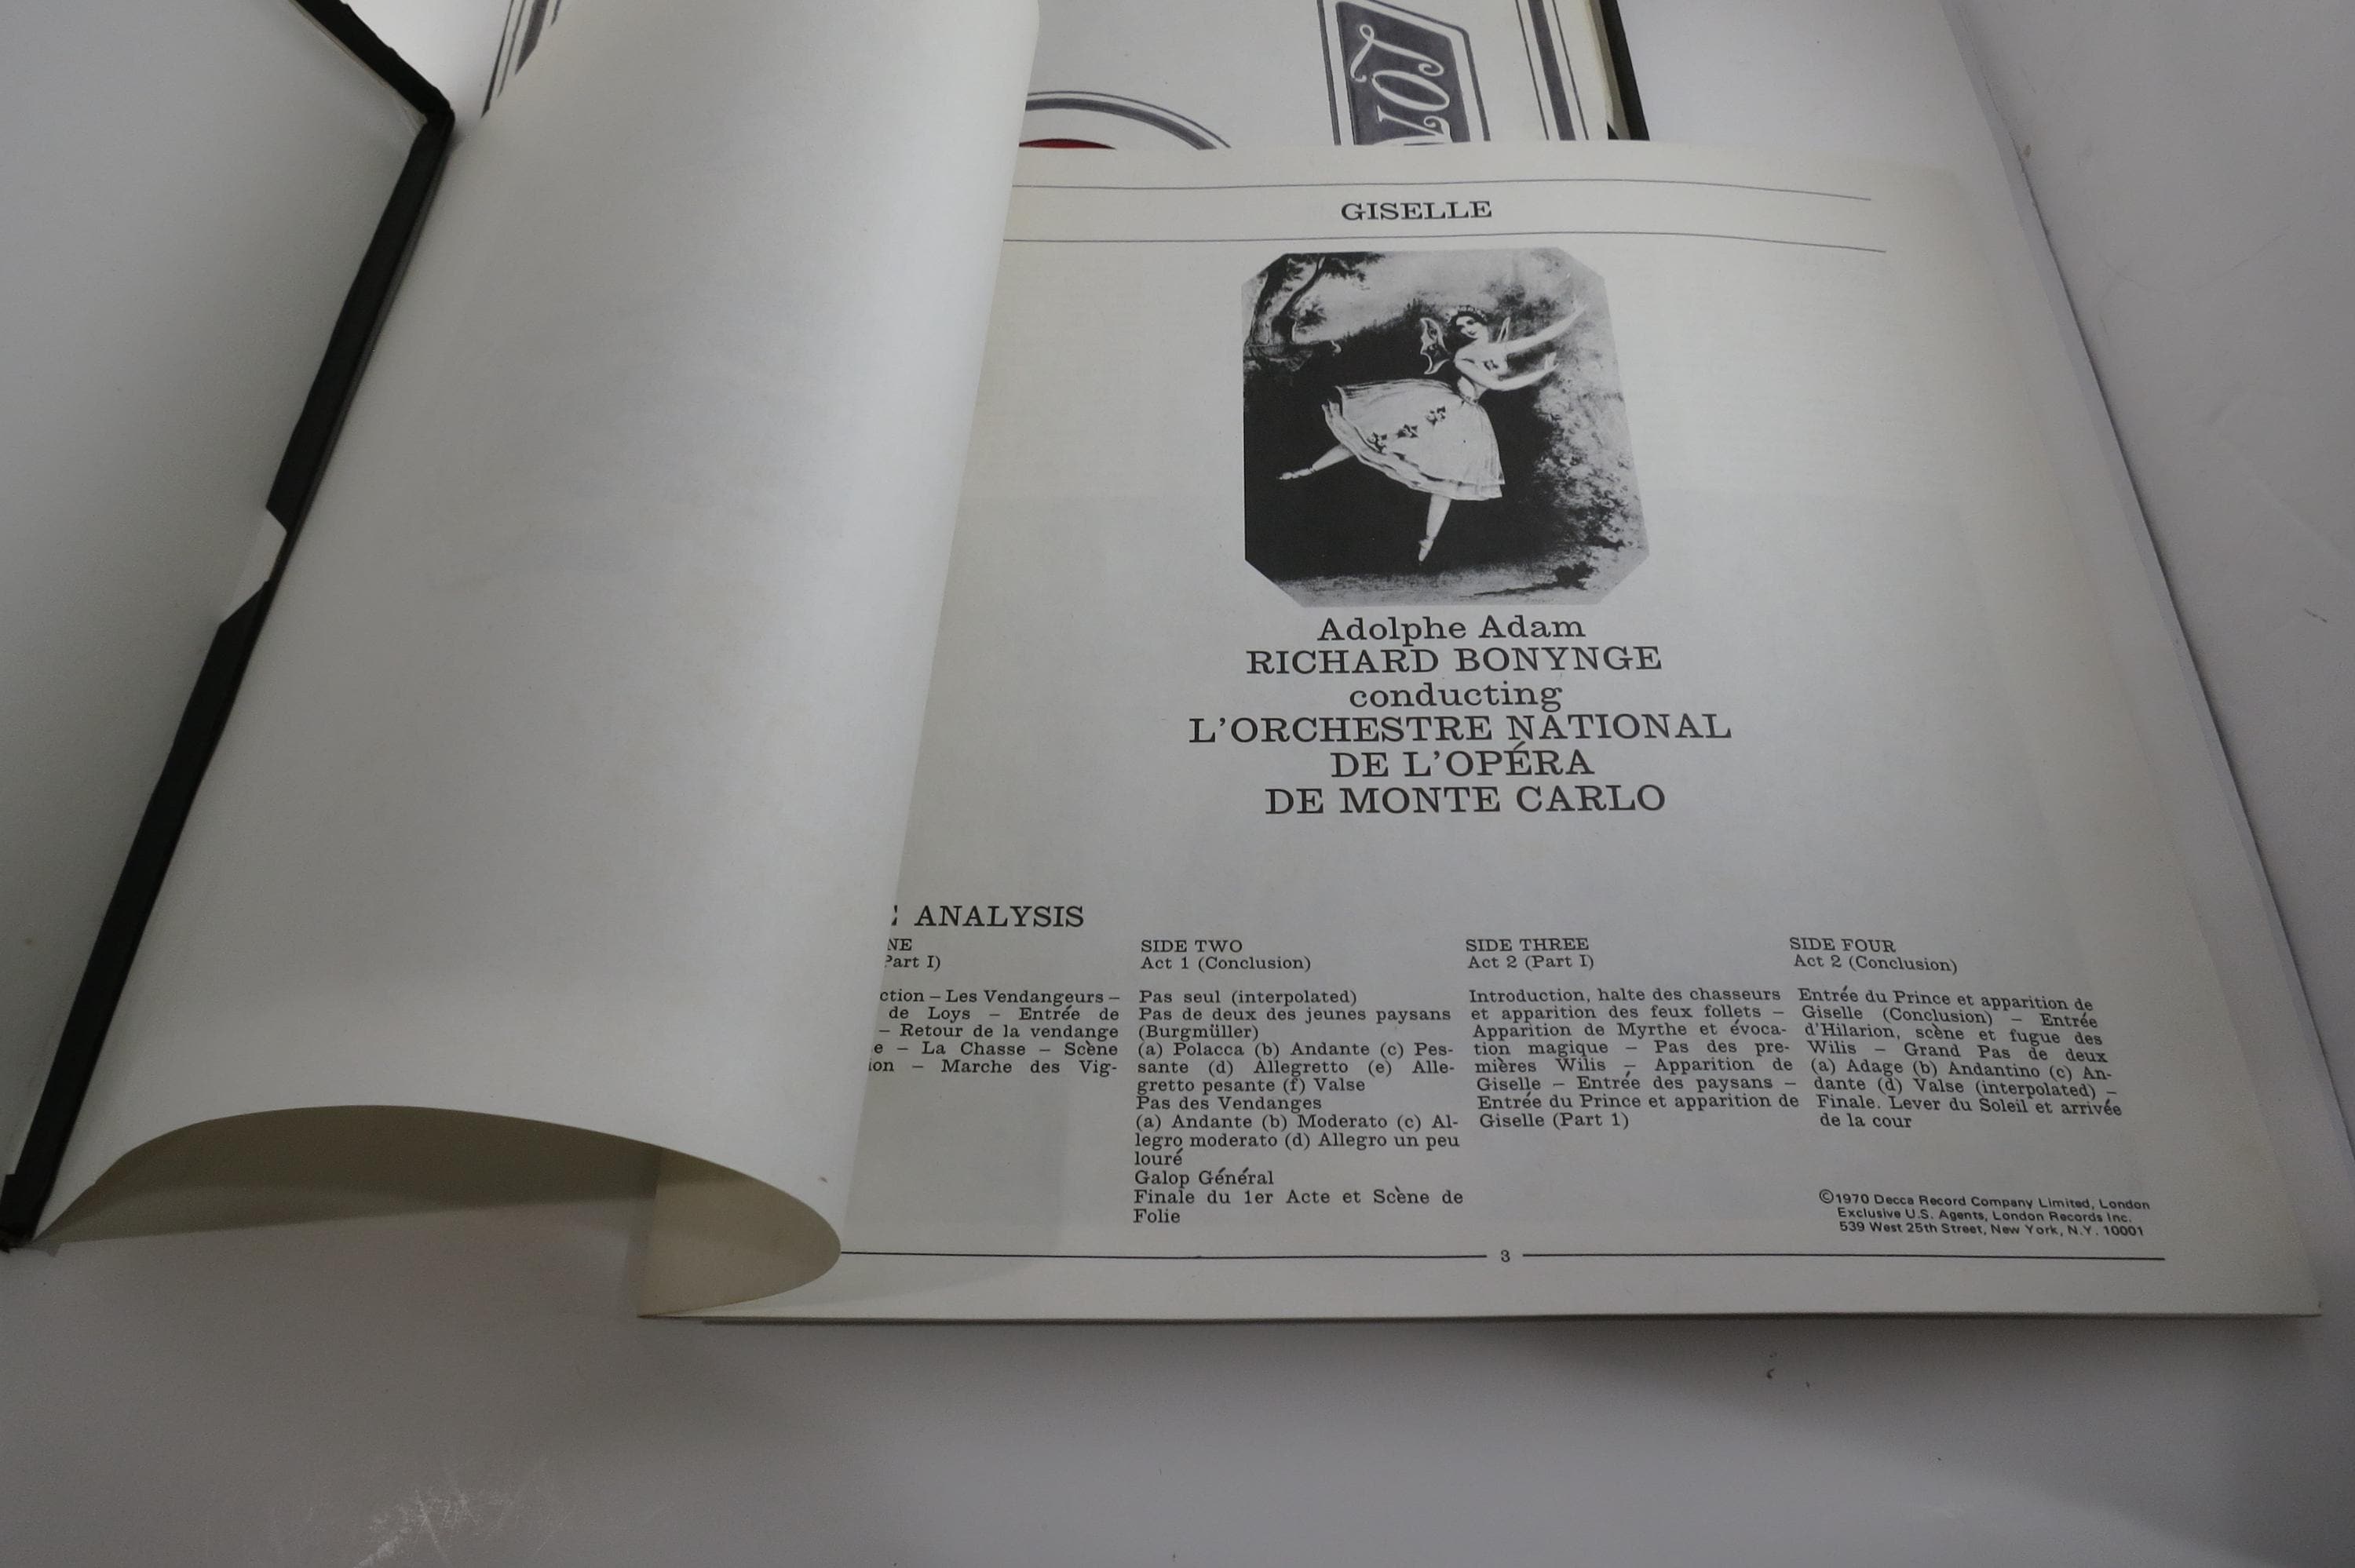 GISELLE
Adolphe Adam
RICHARD BONYNGE
conducting
L'ORCHESTRE NATIONAL
DE L'OPÉRA
DE MONTE CARLO
ANALYSIS
NE
Part I)
ction – Les Vendangeurs –
de Loys – Entrée de
– Retour de la vendange
e – La Chasse – Scène
ion – Marche des Vig-
SIDE TWO
Act 1 (Conclusion)
Pas seul (interpolated)
Pas de deux des jeunes paysans
(Burgmüller)
(a) Polacca (b) Andante (c) Pes-
sante (d) Allegretto (e) Alle-
gretto pesante (f) Valse
Pas des Vendanges
(a) Andante (b) Moderato (c) Al-
legro moderato (d) Allegro un peu
louré
Galop Général
Finale du 1er Acte et Scène de
Folie
SIDE THREE
Act 2 (Part I)
Introduction, halte des chasseurs
et apparition des feux follets –
Apparition de Myrthe et évoca-
tion magique – Pas des pre-
mières Wilis – Apparition de
Giselle – Entrée des paysans –
Entrée du Prince et apparition de
Giselle (Part 1)
SIDE FOUR
Act 2 (Conclusion)
Entrée du Prince et apparition de
Giselle (Conclusion) – Entrée
d'Hilarion, scène et fugue des
Wilis – Grand Pas de deux
(a) Adage (b) Andantino (c) An-
dante (d) Valse (interpolated) –
Finale. Lever du Soleil et arrivée
de la cour
©1970 Decca Record Company Limited, London
Exclusive U.S. Agents, London Records Inc.
539 West 25th Street, New York, N.Y. 10001
3